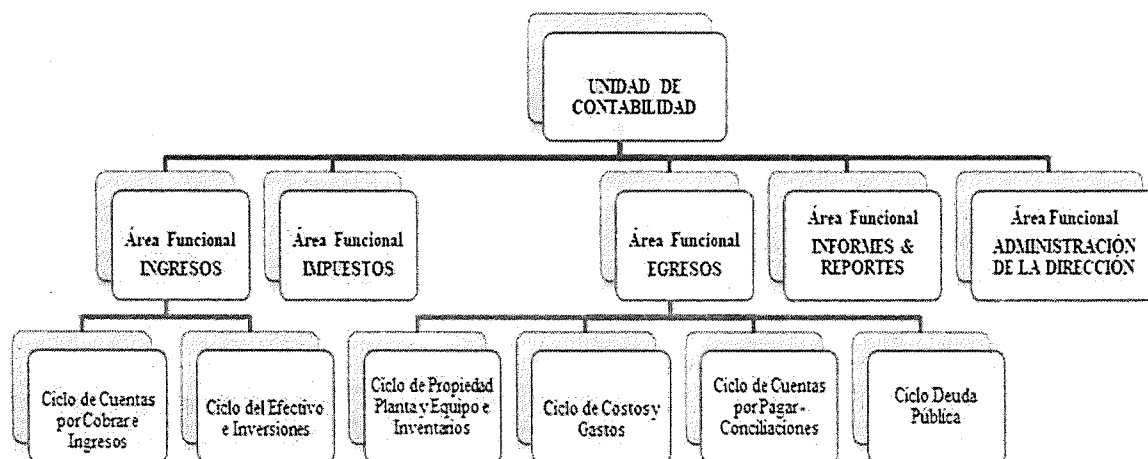 UNIDAD DE
CONTABILIDAD
Área Funcional
INGRESOS
Área Funcional
IMPUESTOS
Área Funcional
EGRESOS
Área Funcional
INFORMES &
REPORTES
Área Funcional
ADMINISTRACIÓN
DE LA DIRECCIÓN
Ciclo de Cuentas
por Cobrar e
Ingresos
Ciclo del Efectivo
e Inversiones
Ciclo de Propiedad
Planta y Equipo e
Inventarios
Ciclo de Costos y
Gastos
Ciclo de Cuentas
por Pagar -
Conciliaciones
Ciclo Deuda
Pública